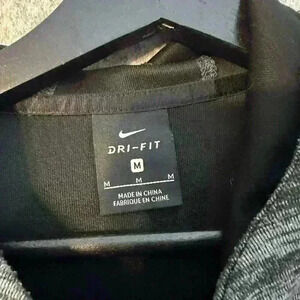 DRI-FIT
M
M M M
MADE IN CHINA
FABRIQUÉ EN CHINE